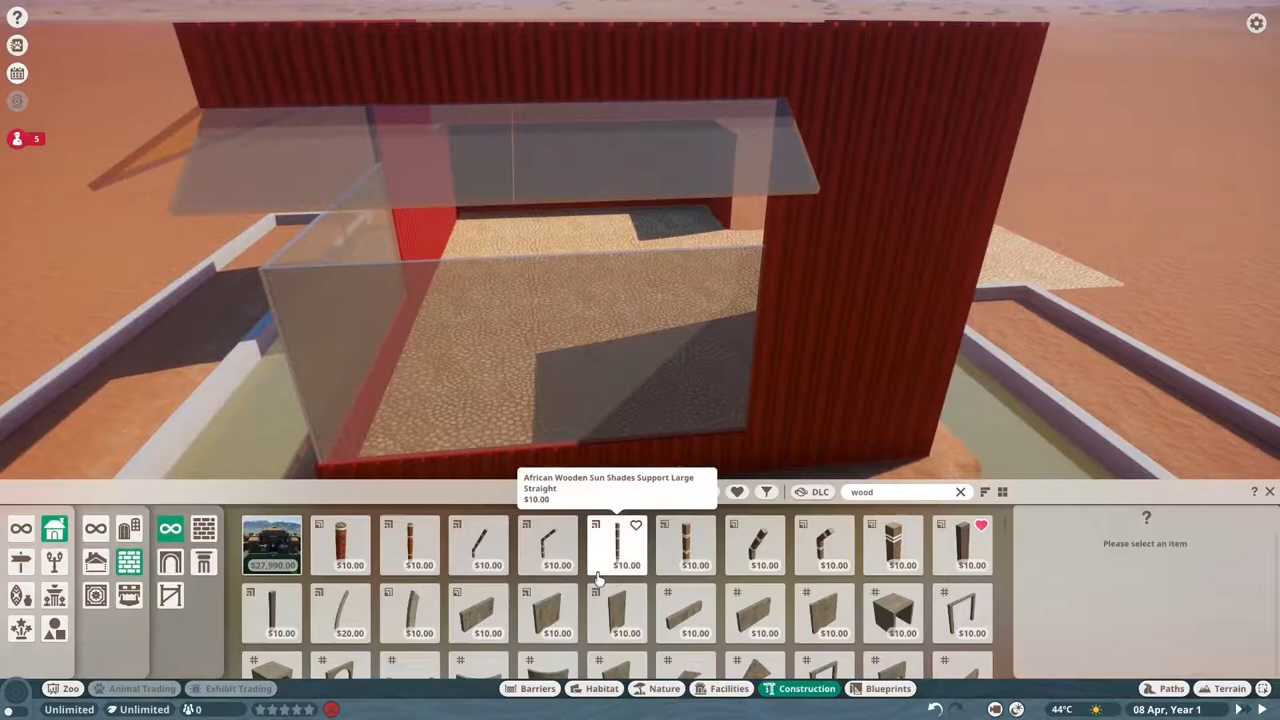 ?
5
African Wooden Sun Shades Support Large
Straight
$10.00
DLC
wood
? ×
$27,990.00
$10.00
$10.00
$10.00
$10.00
$10.00
$10.00
$10.00
$10.00
$10.00
$10.00
?
Please select an item
$10.00
$20.00
$10.00
$10.00
$10.00
$10.00
$10.00
$10.00
$10.00
$10.00
$10.00
Zoo
Animal Trading
Exhibit Trading
Barriers
Habitat
Nature
Facilities
Construction
Blueprints
Paths
Terrain
Unlimited
Unlimited
0
44°C
08 Apr, Year 1